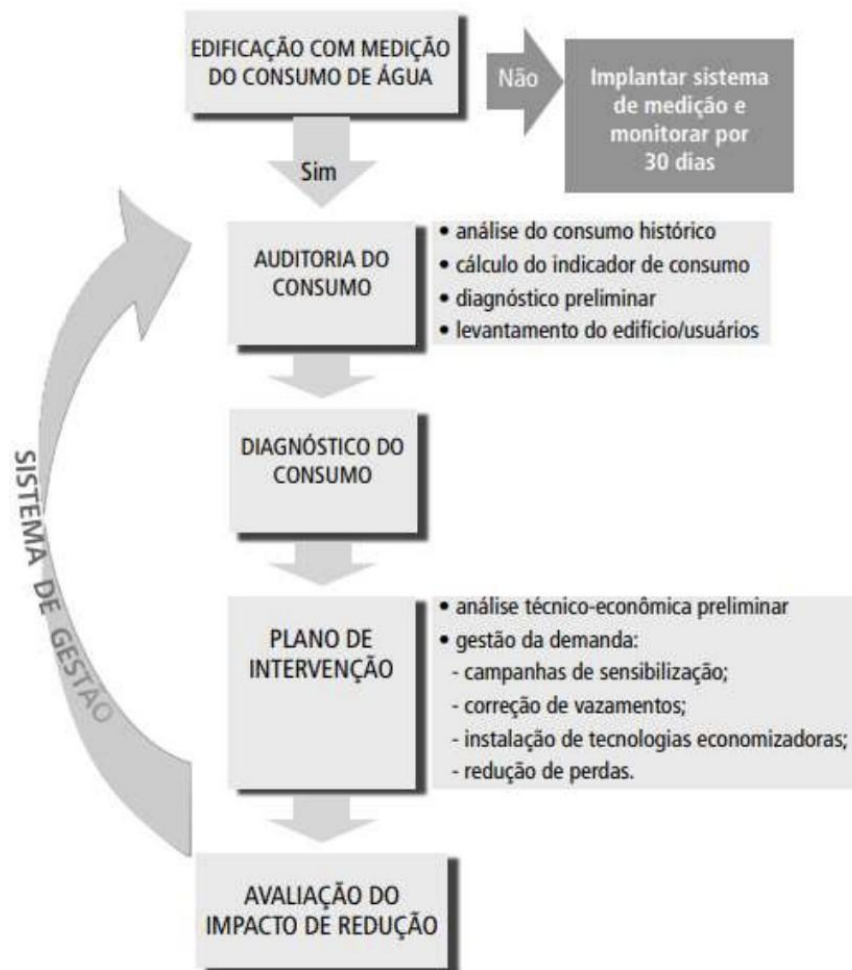 EDIFICAÇÃO COM MEDIÇÃO
DO CONSUMO DE ÁGUA
Não
Implantar sistema
de medição e
monitorar por
30 dias
Sim
AUDITORIA DO
CONSUMO
• análise do consumo histórico
• cálculo do indicador de consumo
• diagnóstico preliminar
• levantamento do edifício/usuários
DIAGNÓSTICO DO
CONSUMO
SISTEMA DE GESTÃO
PLANO DE
INTERVENÇÃO
• análise técnico-econômica preliminar
• gestão da demanda:
- campanhas de sensibilização;
- correção de vazamentos;
- instalação de tecnologias economizadoras;
- redução de perdas.
AVALIAÇÃO DO
IMPACTO DE REDUÇÃO